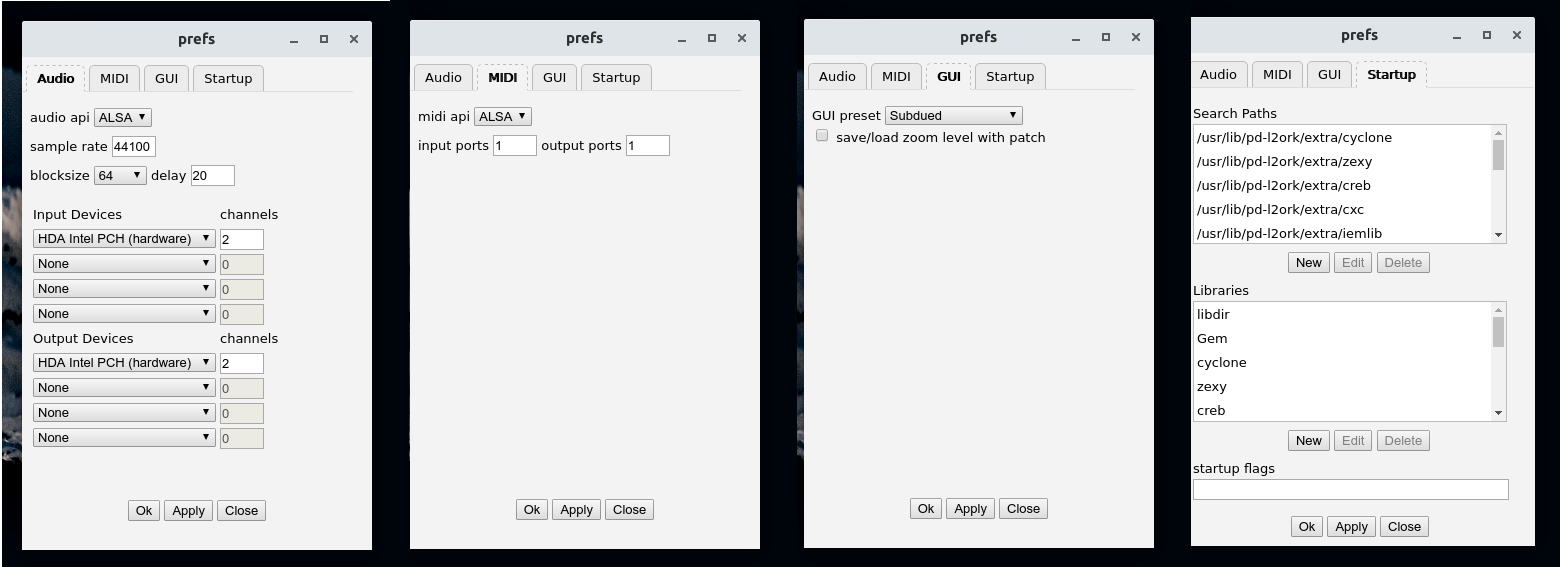 prefs
Audio MIDI GUI Startup
audio api ALSA
sample rate 44100
blocksize 64 delay 20
Input Devices channels
HDA Intel PCH (hardware) 2
None 0
None 0
None 0
Output Devices channels
HDA Intel PCH (hardware) 2
None 0
None 0
None 0
Ok Apply Close
prefs
Audio MIDI GUI Startup
midi api ALSA
input ports 1 output ports 1
Ok Apply Close
prefs
Audio MIDI GUI Startup
GUI preset Subdued
save/load zoom level with patch
Ok Apply Close
prefs
Audio MIDI GUI Startup
Search Paths
/usr/lib/pd-l2ork/extra/cyclone
/usr/lib/pd-l2ork/extra/zexy
/usr/lib/pd-l2ork/extra/creb
/usr/lib/pd-l2ork/extra/cxc
/usr/lib/pd-l2ork/extra/iemlib
New Edit Delete
Libraries
libdir
Gem
cyclone
zexy
creb
New Edit Delete
startup flags
Ok Apply Close